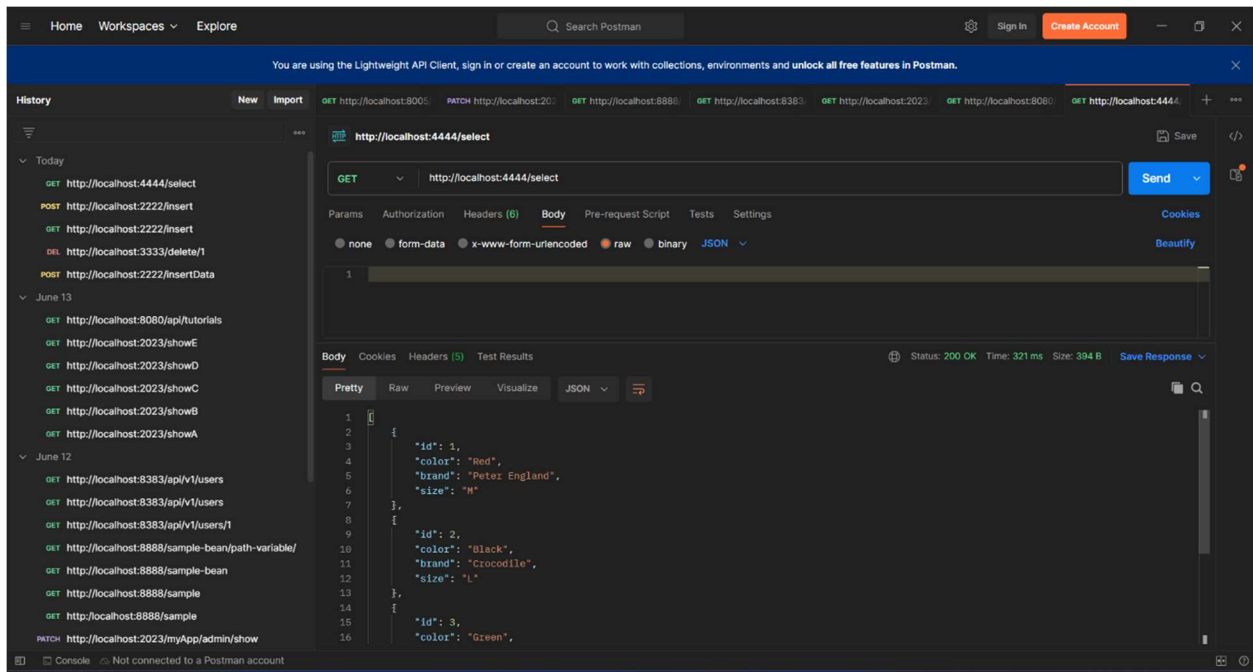 Home Workspaces Explore Search Postman Sign In Create Account
You are using the Lightweight API Client, sign in or create an account to work with collections, environments and unlock all free features in Postman.
History New Import GET http://localhost:8005/ PATCH http://localhost:202 GET http://localhost:8888/ GET http://localhost:8383/ GET http://localhost:2023/ GET http://localhost:8080/ GET http://localhost:4444/
HTTP http://localhost:4444/select Save
Today
GET http://localhost:4444/select
POST http://localhost:2222/insert
GET http://localhost:2222/insert
DEL http://localhost:3333/delete/1
POST http://localhost:2222/insertData
June 13
GET http://localhost:8080/api/tutorials
GET http://localhost:2023/showE
GET http://localhost:2023/showD
GET http://localhost:2023/showC
GET http://localhost:2023/showB
GET http://localhost:2023/showA
June 12
GET http://localhost:8383/api/v1/users
GET http://localhost:8383/api/v1/users
GET http://localhost:8383/api/v1/users/1
GET http://localhost:8888/sample-bean/path-variable/
GET http://localhost:8888/sample-bean
GET http://localhost:8888/sample
GET http:/localhost:8888/sample
PATCH http://localhost:2023/myApp/admin/show
GET http://localhost:4444/select Send
Params Authorization Headers (6) Body Pre-request Script Tests Settings Cookies
none form-data x-www-form-urlencoded raw binary JSON Beautify
1
Body Cookies Headers (5) Test Results Status: 200 OK Time: 321 ms Size: 394 B Save Response
Pretty Raw Preview Visualize JSON
1 [
2 {
3 "id": 1,
4 "color": "Red",
5 "brand": "Peter England",
6 "size": "M"
7 },
8 {
9 "id": 2,
10 "color": "Black",
11 "brand": "Crocodile",
12 "size": "L"
13 },
14 {
15 "id": 3,
16 "color": "Green",
Console Not connected to a Postman account